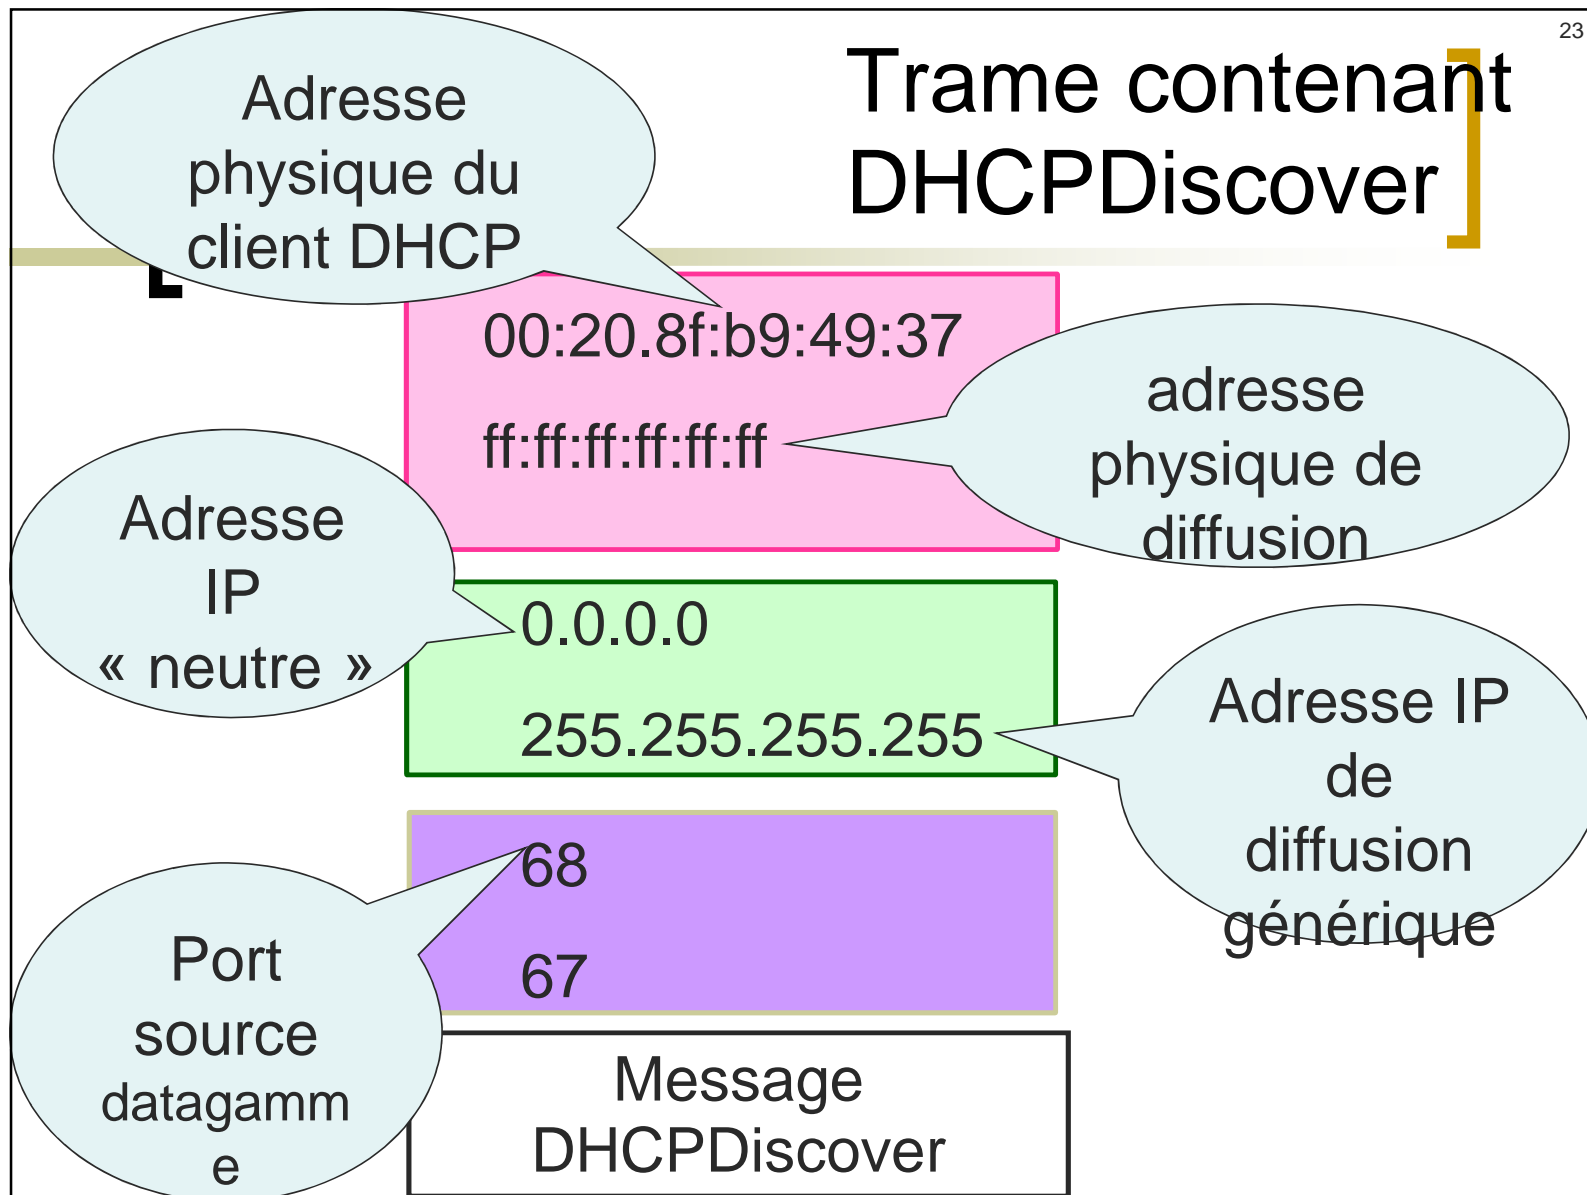 23
Trame contenant
DHCPDiscover
Adresse
physique du
client DHCP
00:20.8f:b9:49:37
ff:ff:ff:ff:ff:ff
adresse
physique de
diffusion
Adresse
IP
« neutre »
0.0.0.0
255.255.255.255
Adresse IP
de
diffusion
générique
68
67
Port
source
datagamm
e
Message
DHCPDiscover